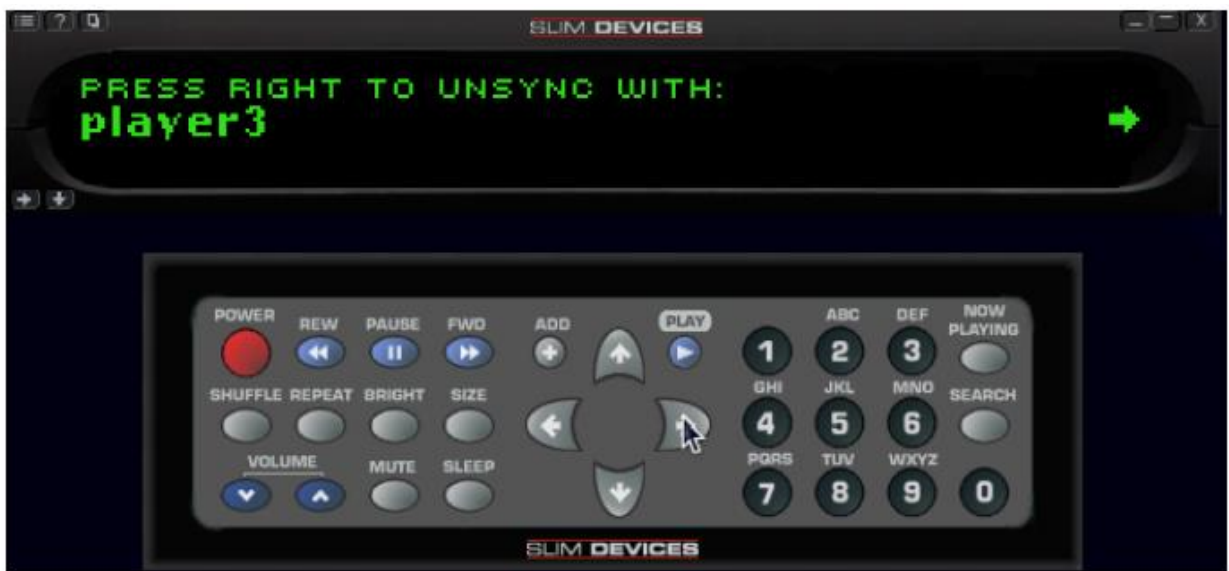 SLIM DEVICES
PRESS RIGHT TO UNSYNC WITH:
player3
POWER REW PAUSE FWD ADD PLAY ABC DEF NOW PLAYING
1 2 3
SHUFFLE REPEAT BRIGHT SIZE GHI JKL MNO SEARCH
4 5 6
VOLUME MUTE SLEEP PQRS TUV WXYZ
7 8 9 0
SLIM DEVICES